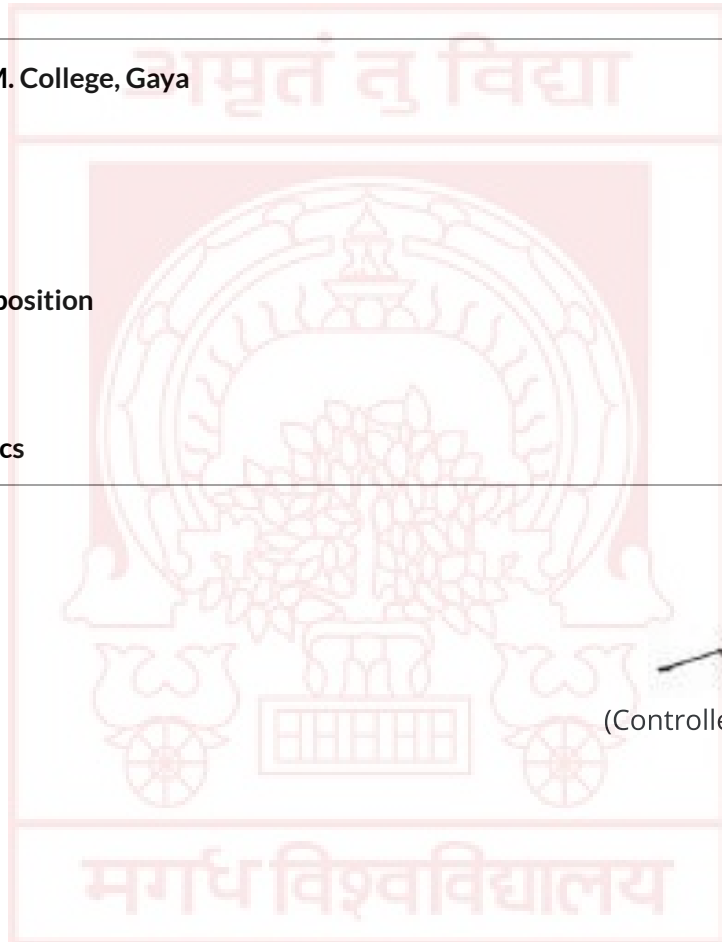 अमृतं तु विद्या
M. College, Gaya
position
cs
(Controlle
मगध विश्वविद्यालय